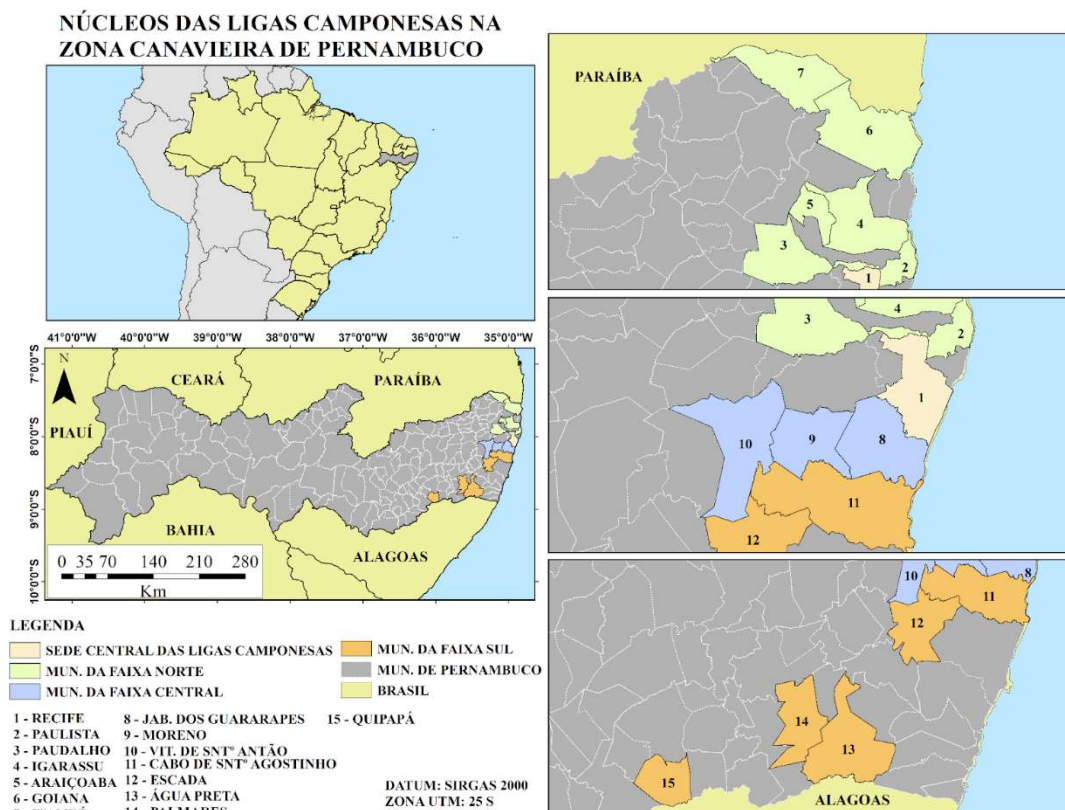 NÚCLEOS DAS LIGAS CAMPONESAS NA
ZONA CANAVIEIRA DE PERNAMBUCO
41°0'0"S 40°0'0"S 39°0'0"S 38°0'0"S 37°0'0"S 36°0'0"S 35°0'0"S
7°0'0"S
8°0'0"S
9°0'0"S
10°0'0"S
N
CEARÁ
PARAÍBA
PIAUÍ
BAHIA
ALAGOAS
0 35 70 140 210 280
Km
PARAÍBA
7
6
5
4
3
2
1
3
4
2
1
10
9
8
11
12
10
8
11
12
14
13
15
ALAGOAS
LEGENDA
SEDE CENTRAL DAS LIGAS CAMPONESAS
MUN. DA FAIXA NORTE
MUN. DA FAIXA CENTRAL
MUN. DA FAIXA SUL
MUN. DE PERNAMBUCO
BRASIL
1 - RECIFE
2 - PAULISTA
3 - PAUDALHO
4 - IGARASSU
5 - ARAIÇOABA
6 - GOIANA
8 - JAB. DOS GUARARAPES
9 - MORENO
10 - VIT. DE SNTº ANTÃO
11 - CABO DE SNTº AGOSTINHO
12 - ESCADA
13 - ÁGUA PRETA
15 - QUIPAPÁ
DATUM: SIRGAS 2000
ZONA UTM: 25 S